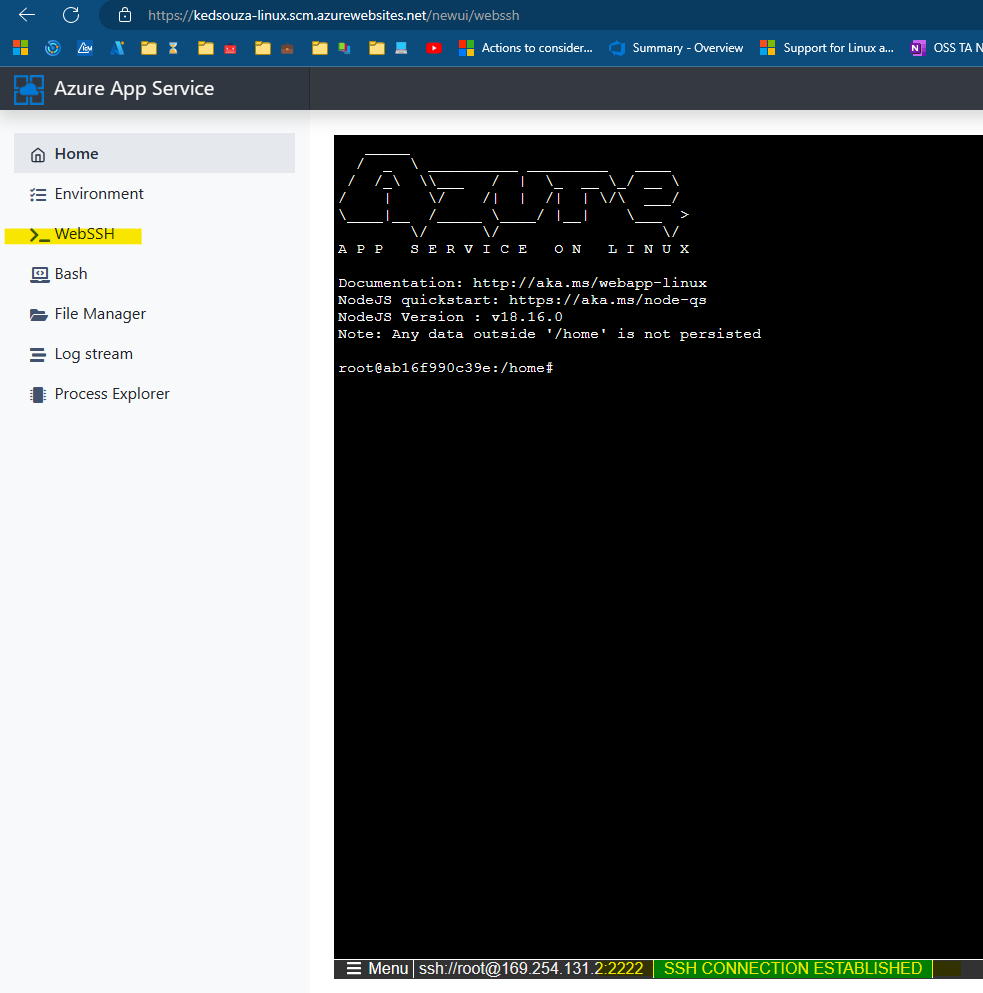 https://kedsouza-linux.scm.azurewebsites.net/newui/webssh
Actions to consider...
Summary - Overview
Support for Linux a...
OSS TA N
Azure App Service
Home
Environment
WebSSH
Bash
File Manager
Log stream
Process Explorer
Azure
A P P   S E R V I C E   O N   L I N U X
Documentation: http://aka.ms/webapp-linux
NodeJS quickstart: https://aka.ms/node-qs
NodeJS Version : v18.16.0
Note: Any data outside '/home' is not persisted
root@ab16f990c39e:/home#
Menu
ssh://root@169.254.131.2:2222
SSH CONNECTION ESTABLISHED